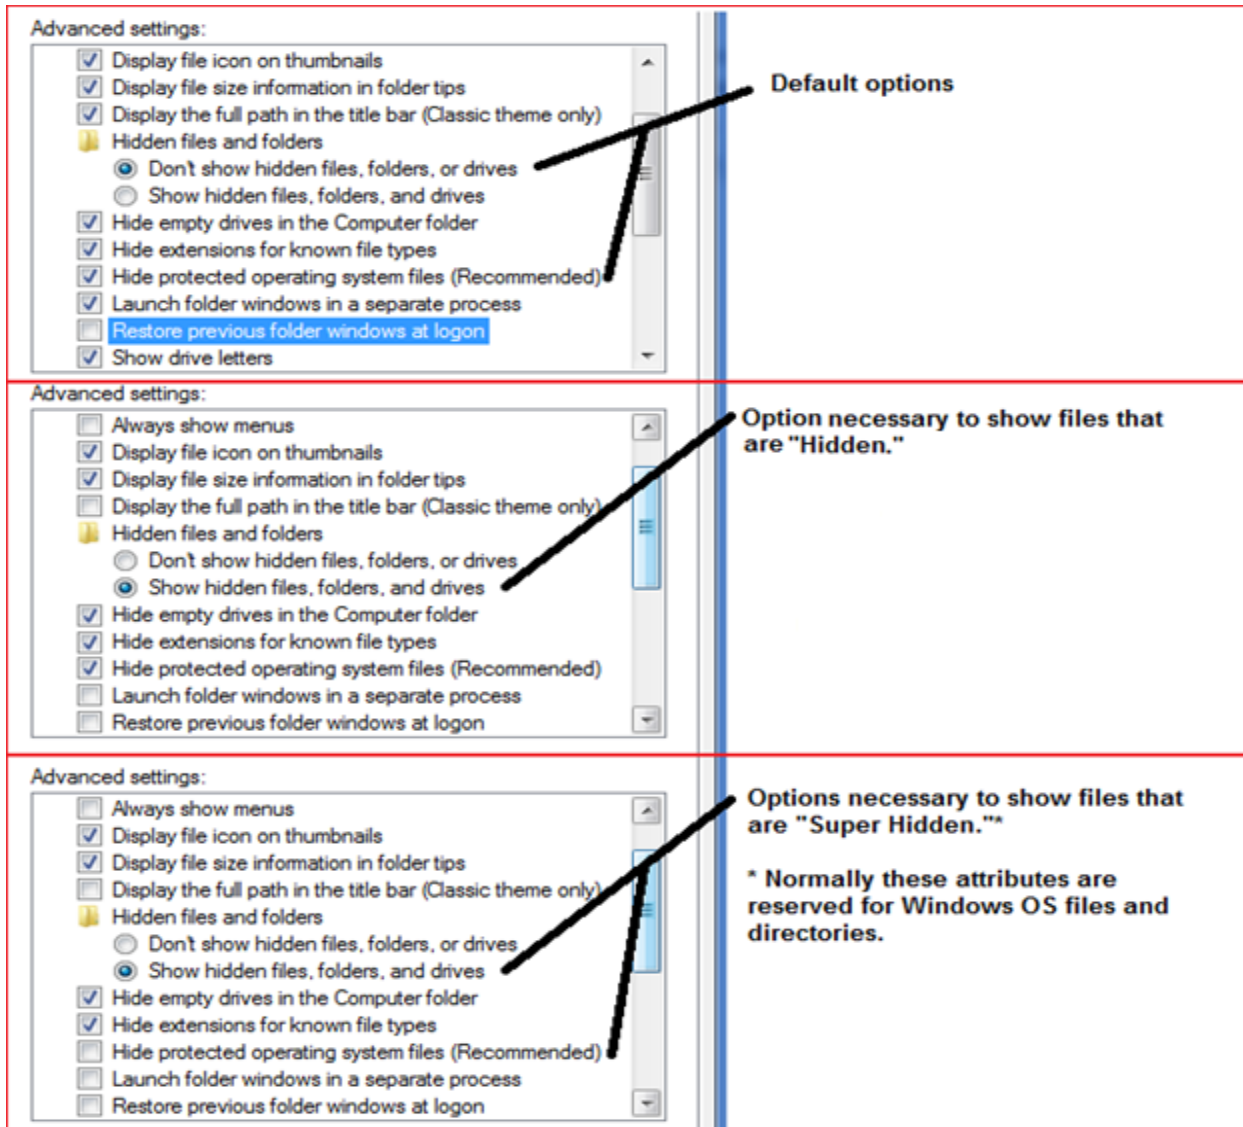 Advanced settings:
Display file icon on thumbnails
Display file size information in folder tips
Display the full path in the title bar (Classic theme only)
Hidden files and folders
Don't show hidden files, folders, or drives
Show hidden files, folders, and drives
Hide empty drives in the Computer folder
Hide extensions for known file types
Hide protected operating system files (Recommended)
Launch folder windows in a separate process
Restore previous folder windows at logon
Show drive letters
Default options
Advanced settings:
Always show menus
Display file icon on thumbnails
Display file size information in folder tips
Display the full path in the title bar (Classic theme only)
Hidden files and folders
Don't show hidden files, folders, or drives
Show hidden files, folders, and drives
Hide empty drives in the Computer folder
Hide extensions for known file types
Hide protected operating system files (Recommended)
Launch folder windows in a separate process
Restore previous folder windows at logon
Option necessary to show files that
are "Hidden."
Advanced settings:
Always show menus
Display file icon on thumbnails
Display file size information in folder tips
Display the full path in the title bar (Classic theme only)
Hidden files and folders
Don't show hidden files, folders, or drives
Show hidden files, folders, and drives
Hide empty drives in the Computer folder
Hide extensions for known file types
Hide protected operating system files (Recommended)
Launch folder windows in a separate process
Restore previous folder windows at logon
Options necessary to show files that
are "Super Hidden."*
* Normally these attributes are
reserved for Windows OS files and
directories.